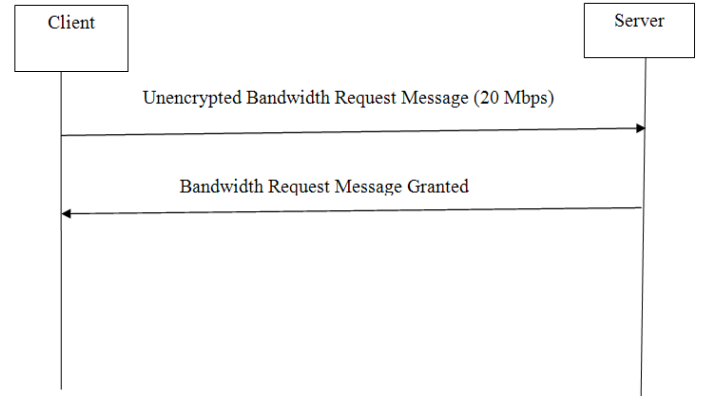 Client
Server
Unencrypted Bandwidth Request Message (20 Mbps)
Bandwidth Request Message Granted